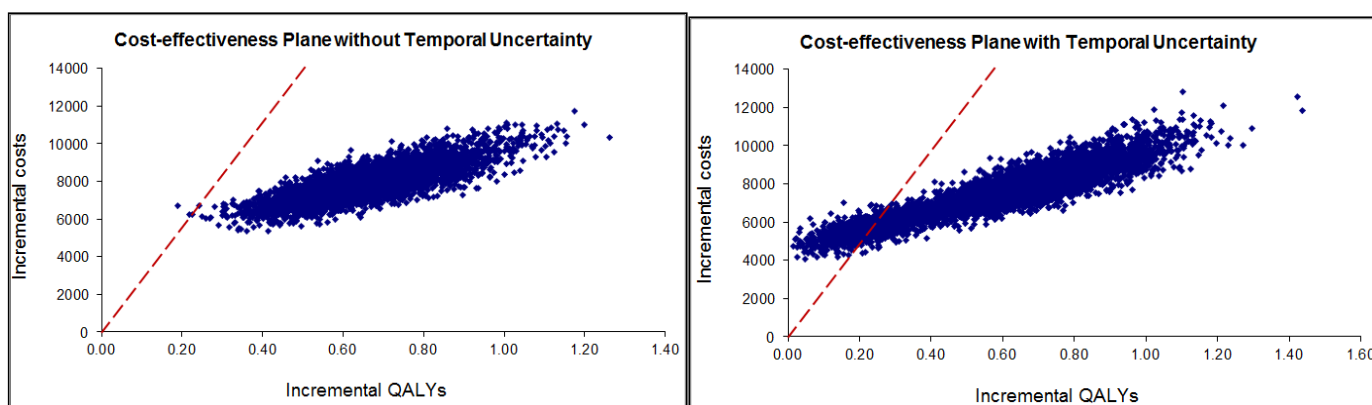 Cost-effectiveness Plane without Temporal Uncertainty
14000
12000
10000
8000
6000
4000
2000
0
0.00 0.20 0.40 0.60 0.80 1.00 1.20 1.40
Incremental costs
Incremental QALYs
Cost-effectiveness Plane with Temporal Uncertainty
14000
12000
10000
8000
6000
4000
2000
0
0.00 0.20 0.40 0.60 0.80 1.00 1.20 1.40 1.60
Incremental costs
Incremental QALYs